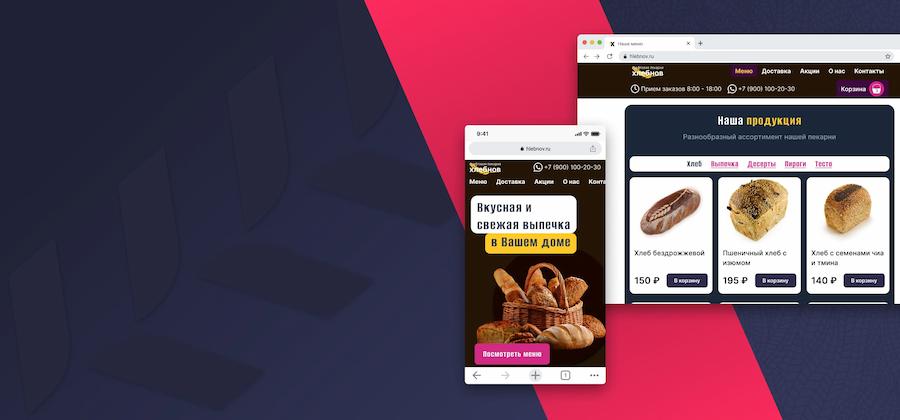 Наше меню
hlebnov.ru
хлебнов
Меню Доставка Акции О нас Контакты
Прием заказов 8:00 - 18:00 +7 (900) 100-20-30 Корзина
Наша продукция
Разнообразный ассортимент нашей пекарни
Хлеб Выпечка Десерты Пироги Тесто
Хлеб бездрожжевой
150 ₽ В корзину
Пшеничный хлеб с
изюмом
195 ₽ В корзину
Хлеб с семенами чиа
и тмина
140 ₽ В корзину
9:41
hlebnov.ru
хлебнов
+7 (900) 100-20-30
Меню Доставка Акции О нас Конта
Вкусная и
свежая выпечка
в Вашем доме
Посмотреть меню
1